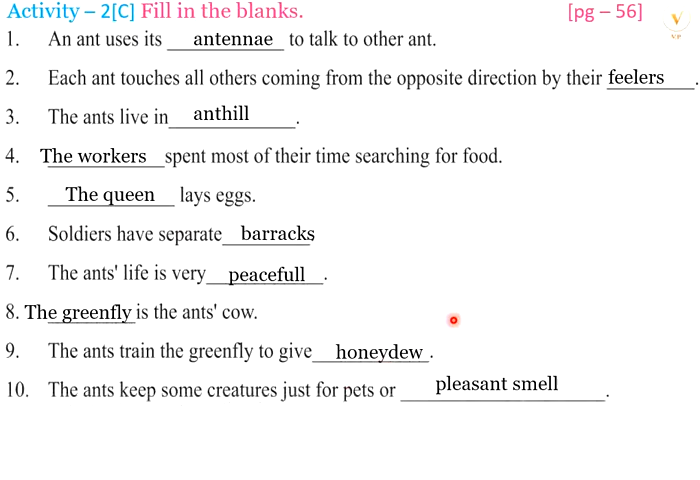 Activity – 2[C] Fill in the blanks. [pg – 56]
V
VP
1. An ant uses its antennae to talk to other ant.
2. Each ant touches all others coming from the opposite direction by their feelers.
3. The ants live in anthill.
4. The workers spent most of their time searching for food.
5. The queen lays eggs.
6. Soldiers have separate barracks.
7. The ants' life is very peacefull.
8. The greenfly is the ants' cow.
9. The ants train the greenfly to give honeydew.
10. The ants keep some creatures just for pets or pleasant smell.